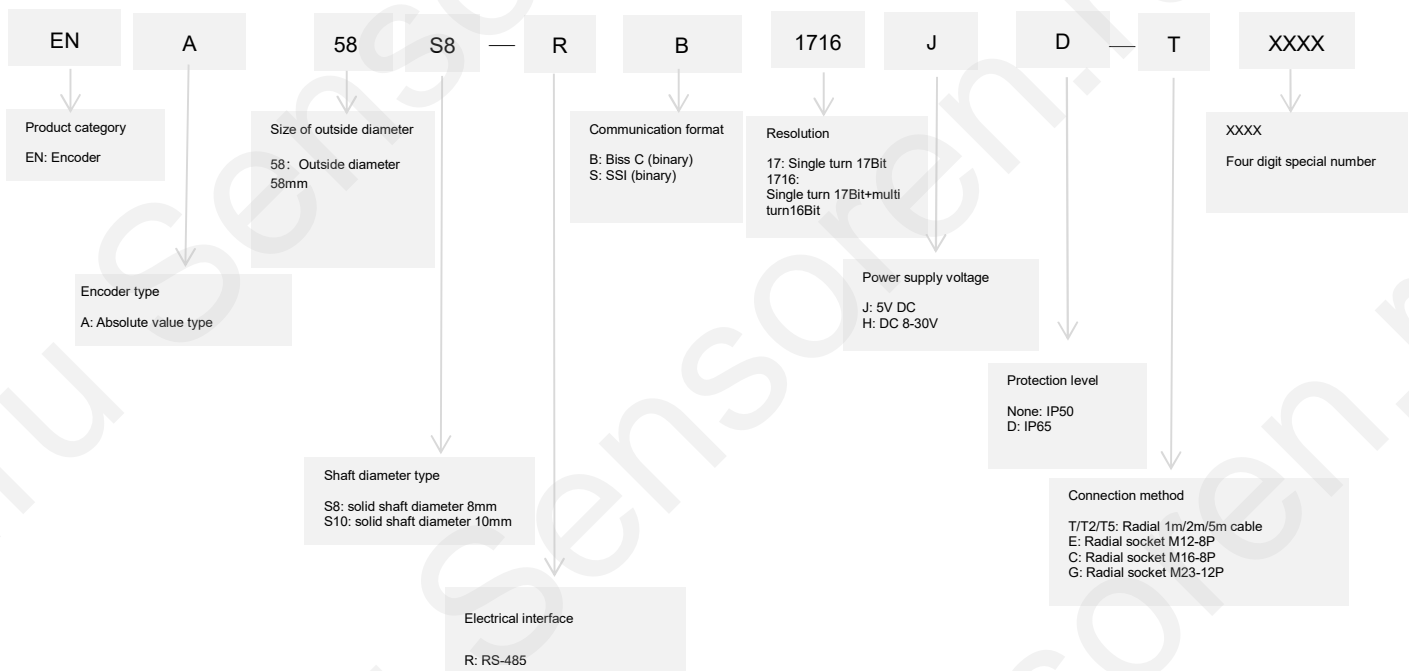 EN A 58 S8 — R B 1716 J D — T XXXX
Product category
EN: Encoder
Size of outside diameter
58: Outside diameter
58mm
Communication format
B: Biss C (binary)
S: SSI (binary)
Resolution
17: Single turn 17Bit
1716:
Single turn 17Bit+multi
turn16Bit
XXXX
Four digit special number
Encoder type
A: Absolute value type
Power supply voltage
J: 5V DC
H: DC 8-30V
Protection level
None: IP50
D: IP65
Shaft diameter type
S8: solid shaft diameter 8mm
S10: solid shaft diameter 10mm
Connection method
T/T2/T5: Radial 1m/2m/5m cable
E: Radial socket M12-8P
C: Radial socket M16-8P
G: Radial socket M23-12P
Electrical interface
R: RS-485